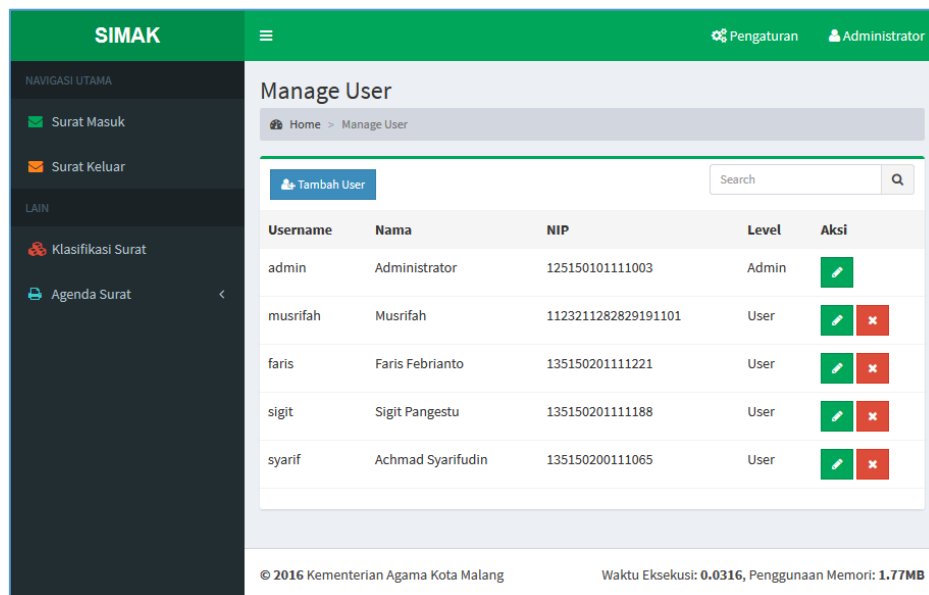 SIMAK
Pengaturan
Administrator
NAVIGASI UTAMA
Surat Masuk
Surat Keluar
LAIN
Klasifikasi Surat
Agenda Surat
Manage User
Home > Manage User
Tambah User
Search
Username Nama NIP Level Aksi
admin Administrator 125150101111003 Admin
musrifah Musrifah 1123211282829191101 User
faris Faris Febrianto 135150201111221 User
sigit Sigit Pangestu 135150201111188 User
syarif Achmad Syarifudin 135150200111065 User
© 2016 Kementerian Agama Kota Malang
Waktu Eksekusi: 0.0316, Penggunaan Memori: 1.77MB